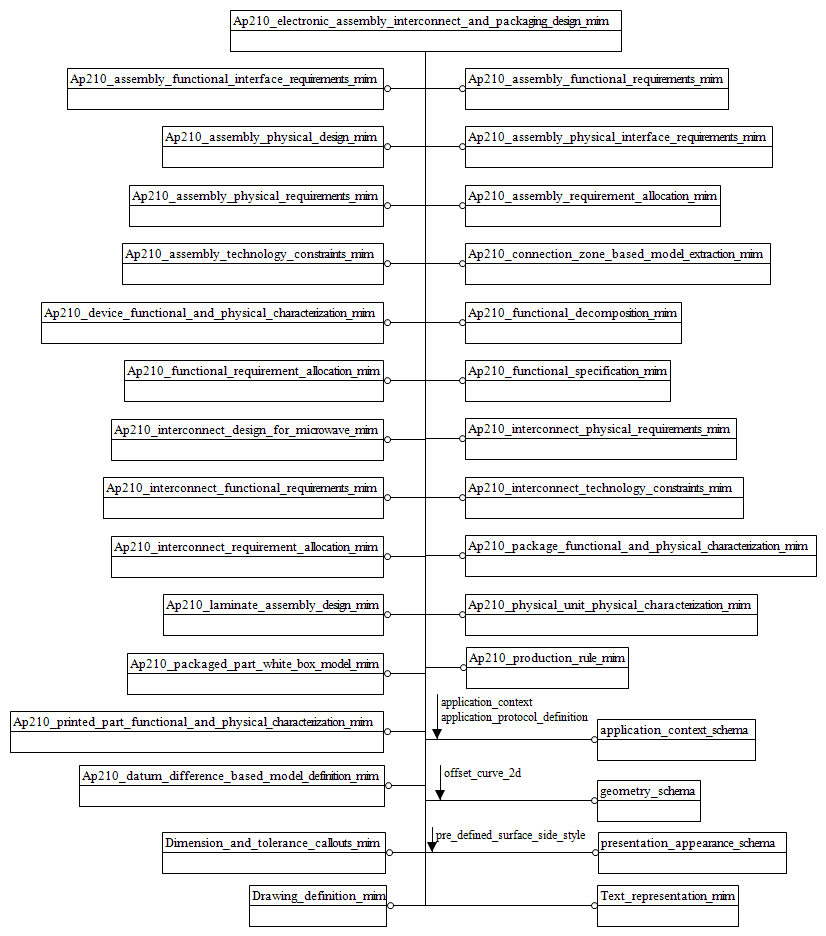 Ap210_electronic_assembly_interconnect_and_packaging_design_mim
Ap210_assembly_functional_interface_requirements_mim
Ap210_assembly_functional_requirements_mim
Ap210_assembly_physical_design_mim
Ap210_assembly_physical_interface_requirements_mim
Ap210_assembly_physical_requirements_mim
Ap210_assembly_requirement_allocation_mim
Ap210_assembly_technology_constraints_mim
Ap210_connection_zone_based_model_extraction_mim
Ap210_device_functional_and_physical_characterization_mim
Ap210_functional_decomposition_mim
Ap210_functional_requirement_allocation_mim
Ap210_functional_specification_mim
Ap210_interconnect_design_for_microwave_mim
Ap210_interconnect_physical_requirements_mim
Ap210_interconnect_functional_requirements_mim
Ap210_interconnect_technology_constraints_mim
Ap210_interconnect_requirement_allocation_mim
Ap210_package_functional_and_physical_characterization_mim
Ap210_laminate_assembly_design_mim
Ap210_physical_unit_physical_characterization_mim
Ap210_packaged_part_white_box_model_mim
Ap210_production_rule_mim
application_context
application_protocol_definition
Ap210_printed_part_functional_and_physical_characterization_mim
application_context_schema
Ap210_datum_difference_based_model_definition_mim
offset_curve_2d
geometry_schema
pre_defined_surface_side_style
Dimension_and_tolerance_callouts_mim
presentation_appearance_schema
Drawing_definition_mim
Text_representation_mim